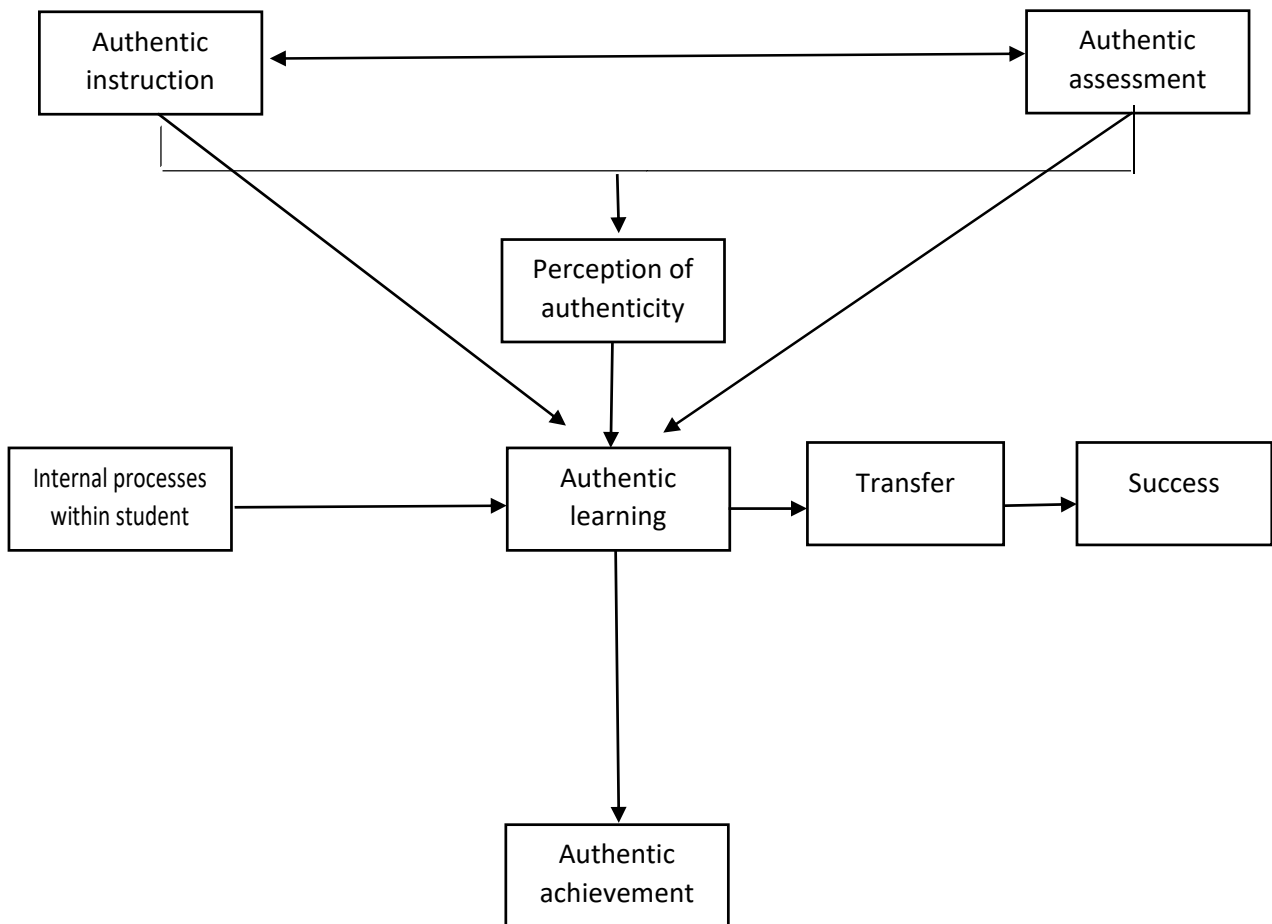 Authentic
instruction
Authentic
assessment
Perception of
authenticity
Internal processes
within student
Authentic
learning
Transfer
Success
Authentic
achievement